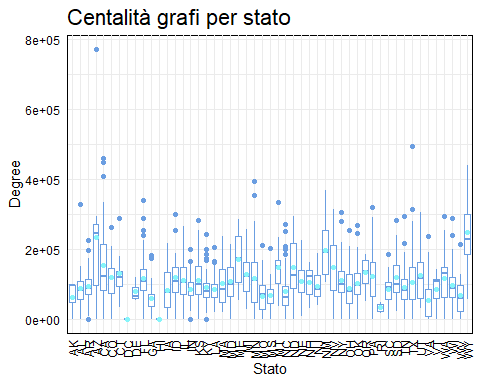 Centalità grafi per stato
8e+05
6e+05
4e+05
2e+05
0e+00
Degree
AK AL AR AZ CA CO CT DC DE FL GA HI IA ID IL IN KS KY LA MA MD ME MI MN MO MS MT NC ND NE NH NJ NM NV NY OH OK OR PA RI SC SD TN TX UT VA VT WA WI WV WY
Stato